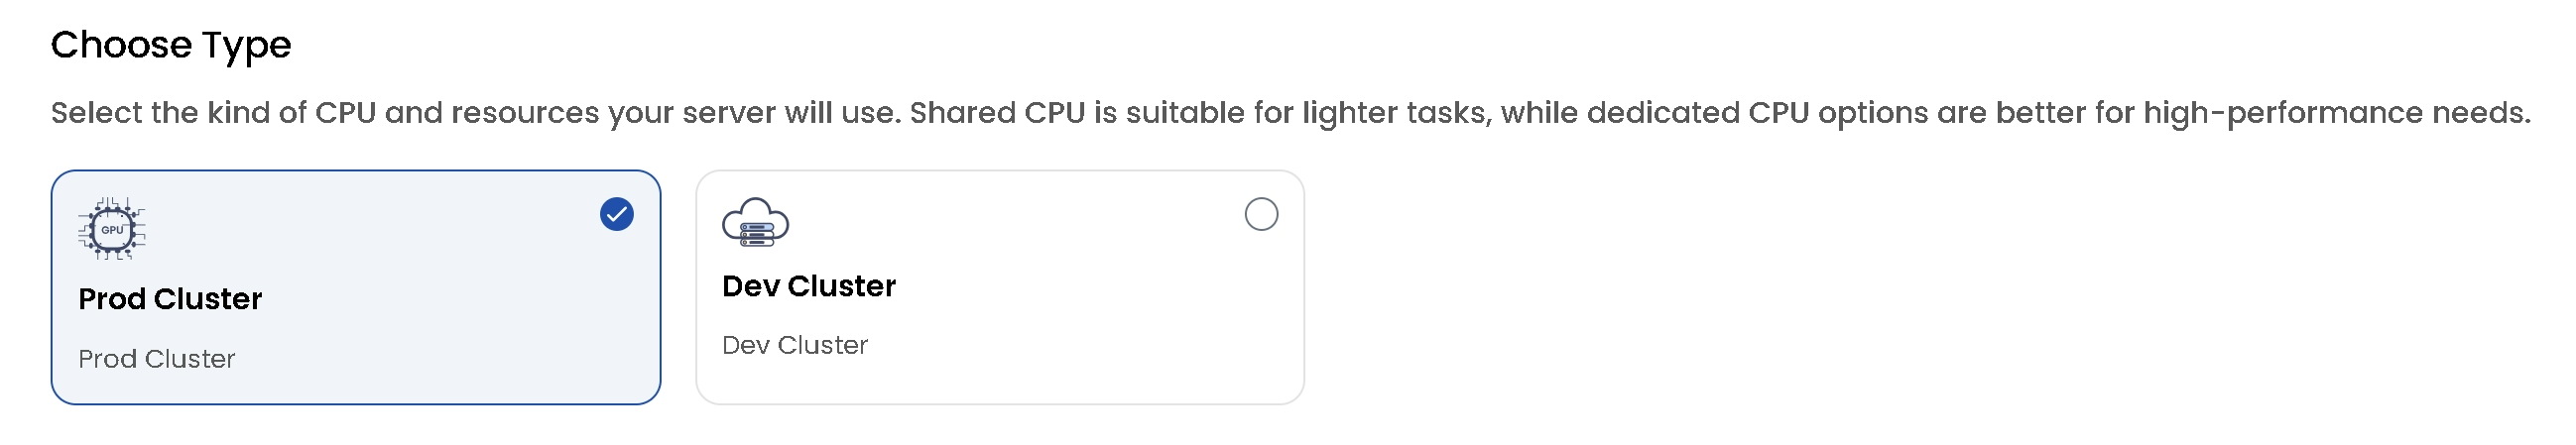 Choose Type
Select the kind of CPU and resources your server will use. Shared CPU is suitable for lighter tasks, while dedicated CPU options are better for high-performance needs.
GPU
Prod Cluster
Prod Cluster
Dev Cluster
Dev Cluster